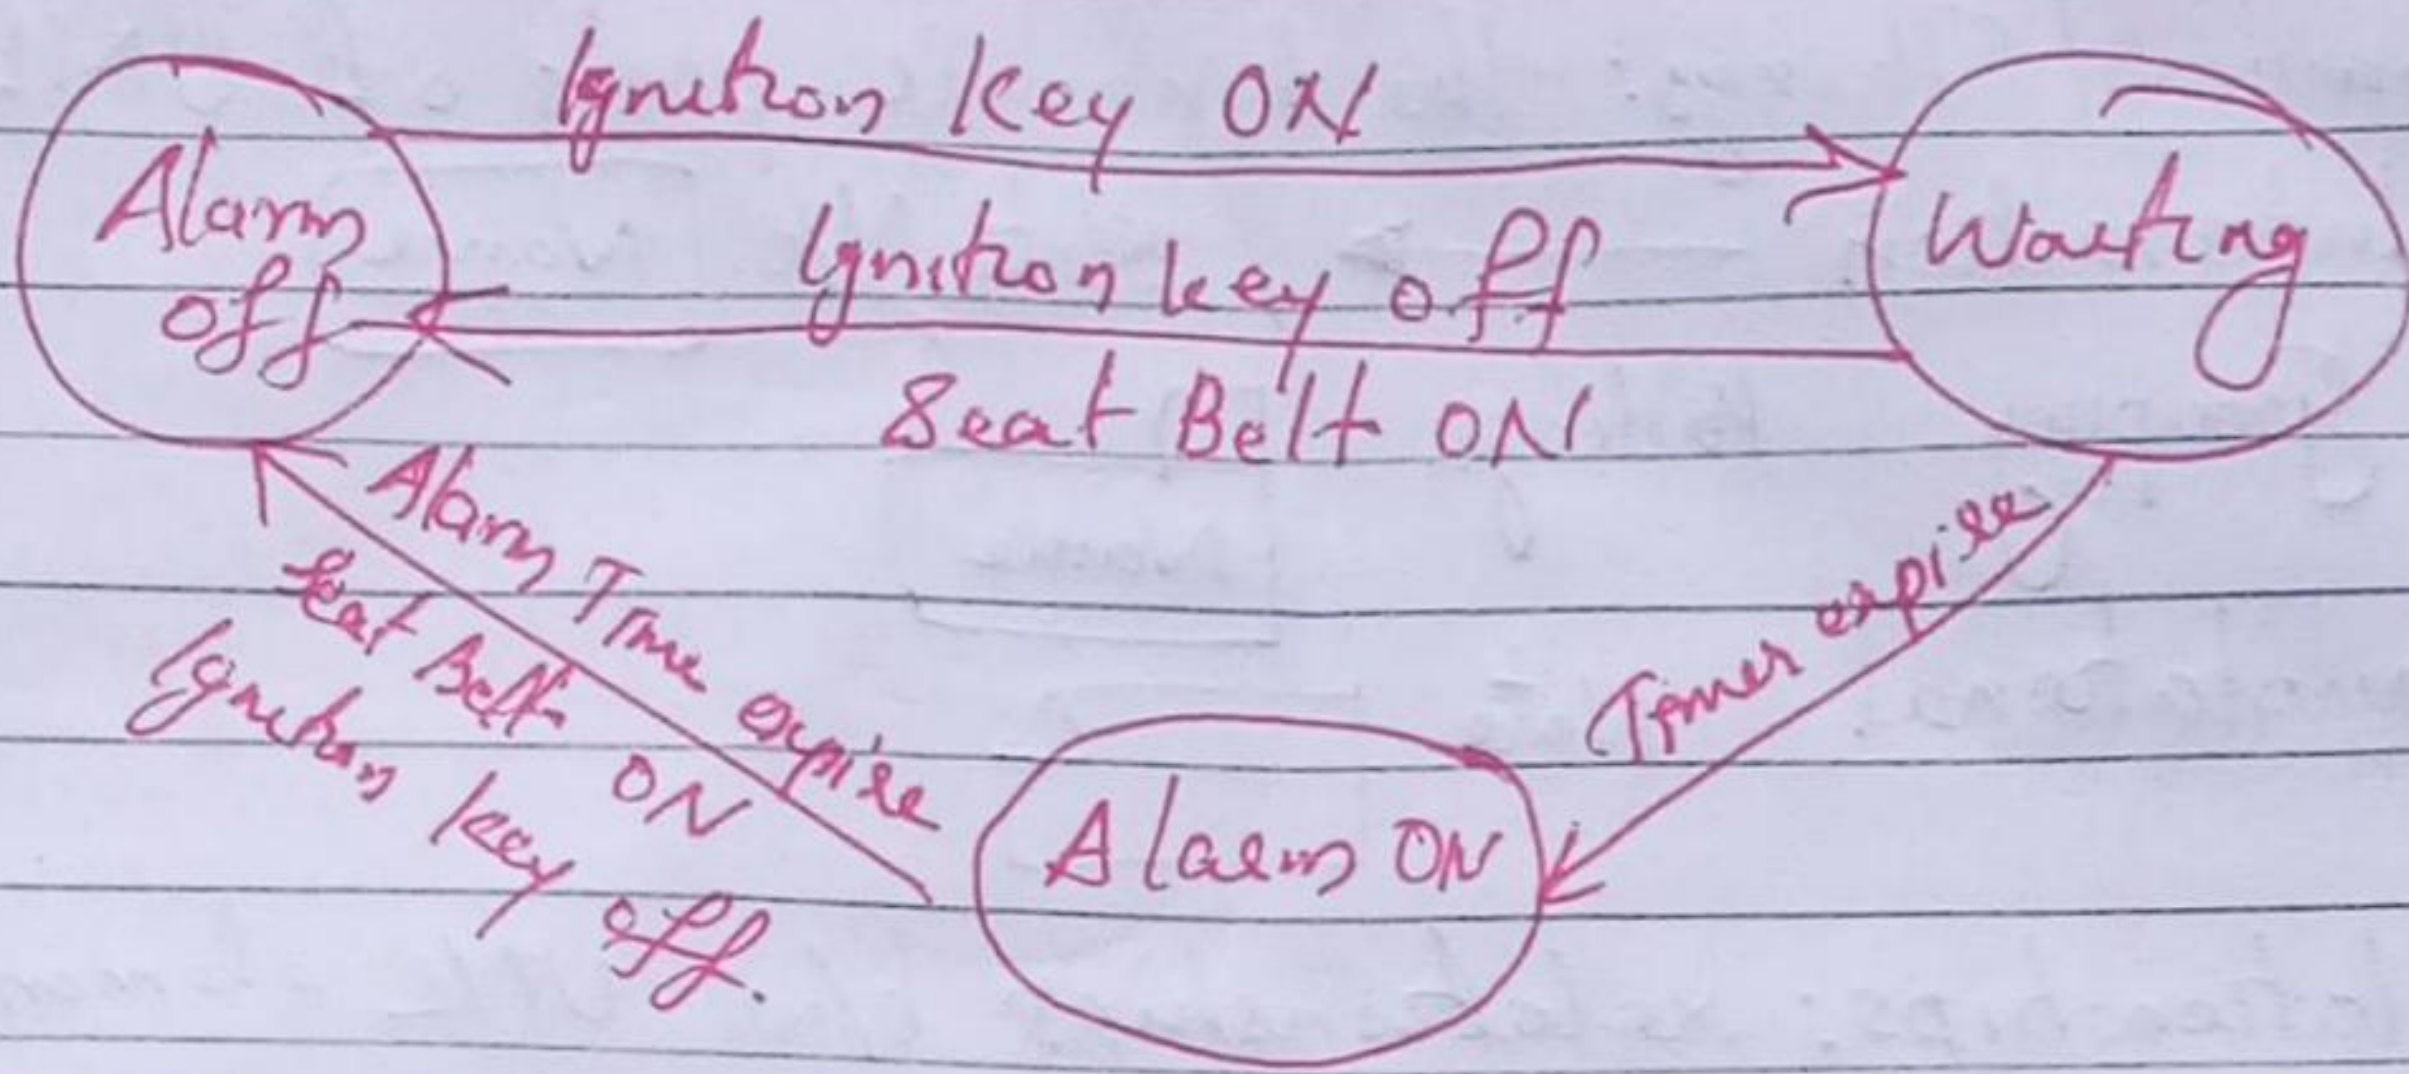 Ignition Key ON
Alarm
off
Ignition key off
Waiting
Seat Belt ON
Alarm Time expire
Seat Belt ON
Ignition key off.
Timer expire
Alarm ON